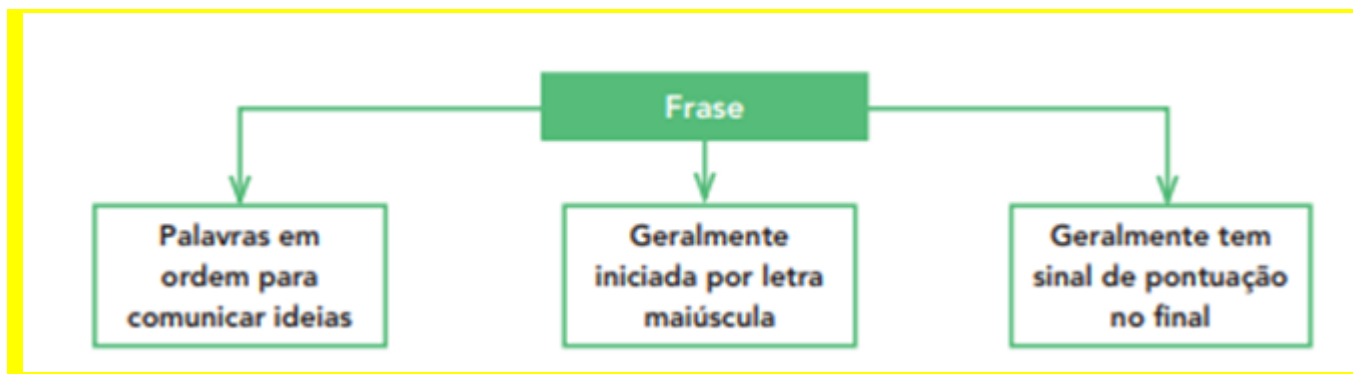 Frase
Palavras em
ordem para
comunicar ideias
Geralmente
iniciada por letra
maiúscula
Geralmente tem
sinal de pontuação
no final